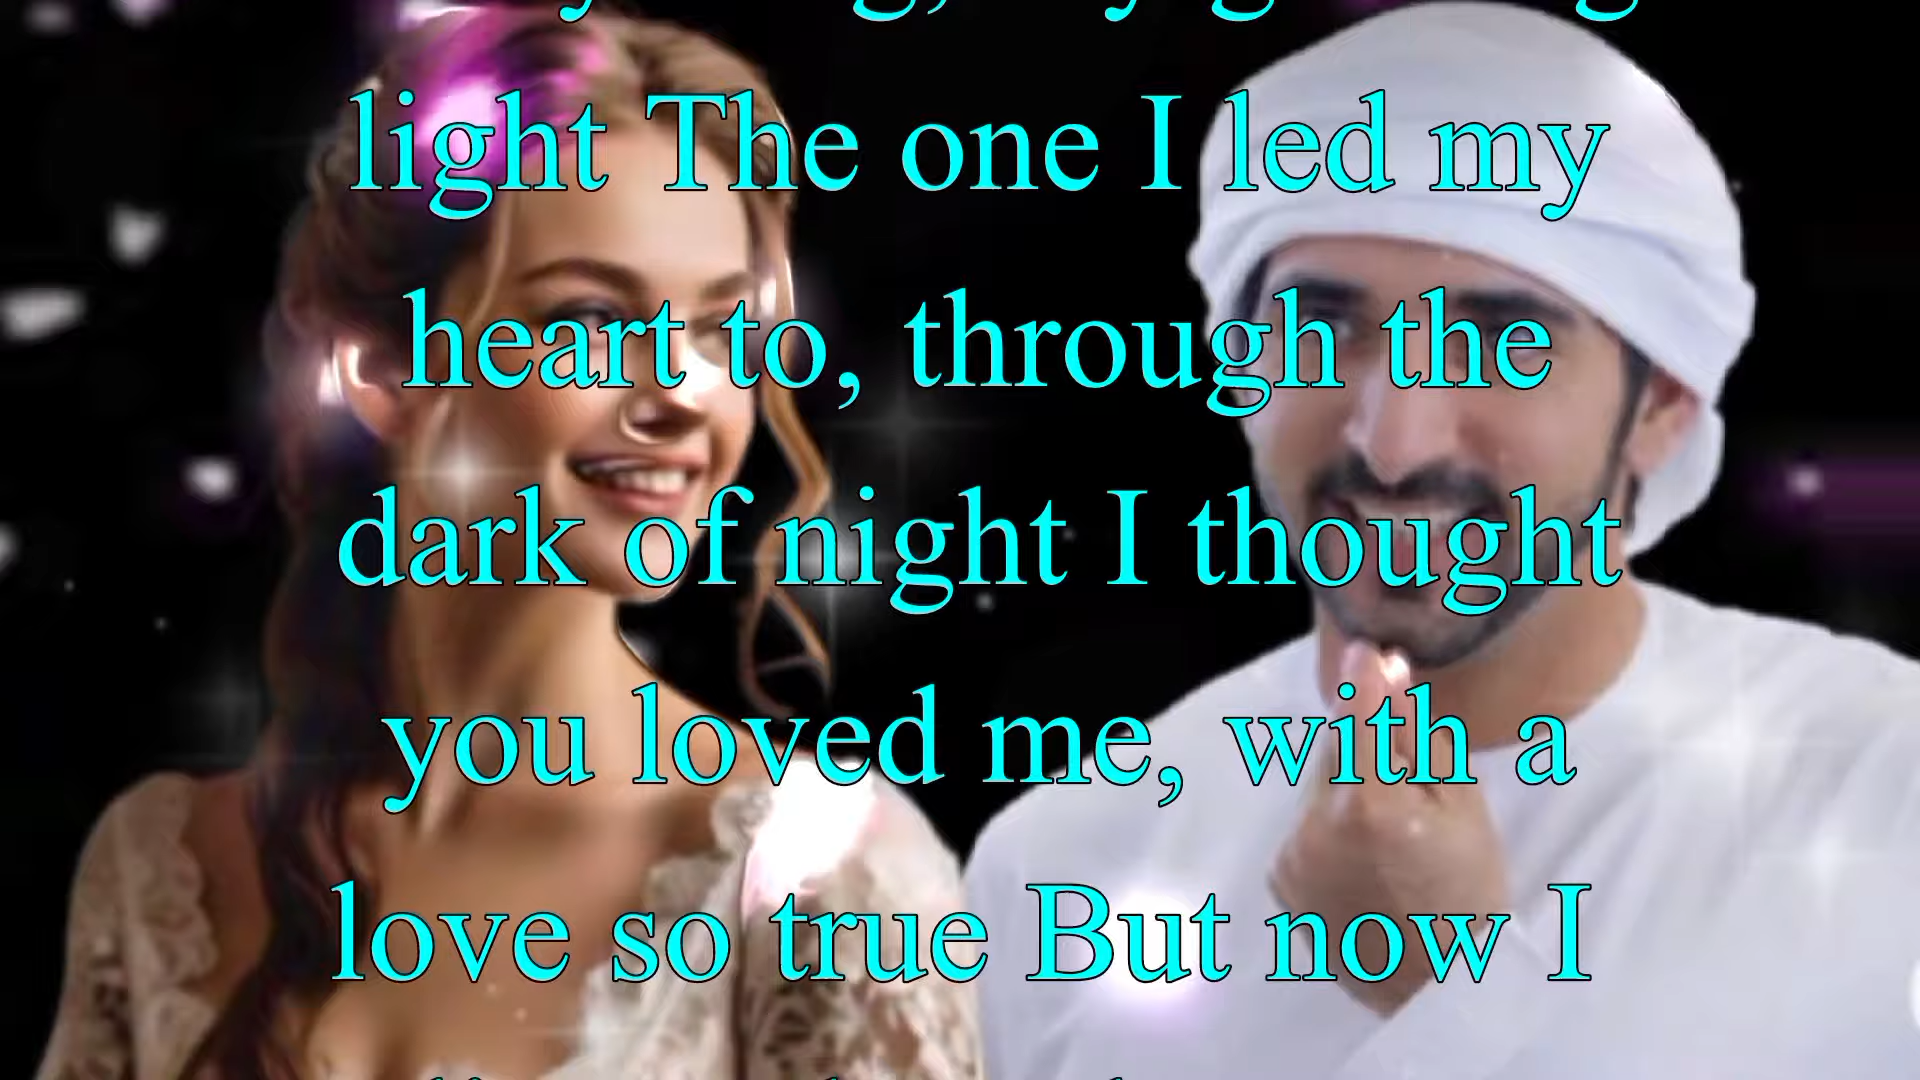 light The one I led my
heart to, through the
dark of night I thought
you loved me, with a
love so true But now I